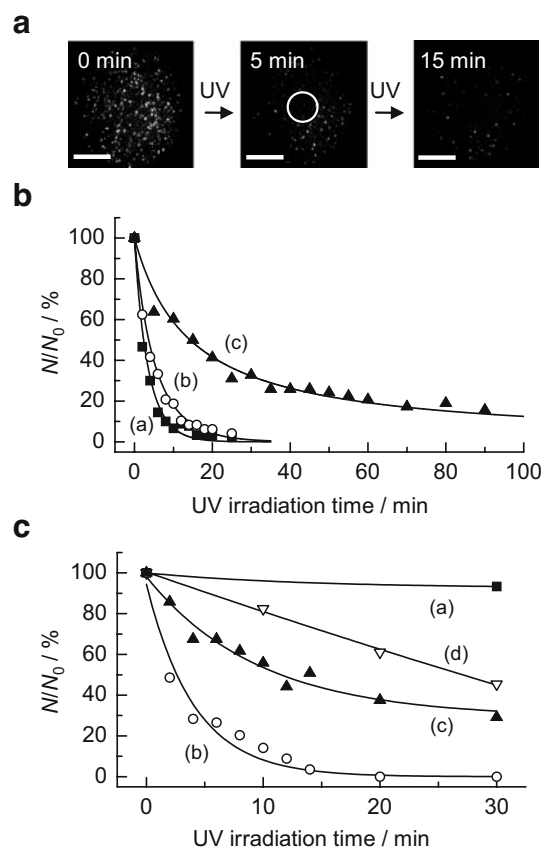 a
0 min UV 5 min UV 15 min
b
100
80
60
40
20
0
N/N₀ / %
(c)
(b)
(a)
0 20 40 60 80 100
UV irradiation time / min
c
100
80
60
40
20
0
N/N₀ / %
(a)
(d)
(c)
(b)
0 10 20 30
UV irradiation time / min